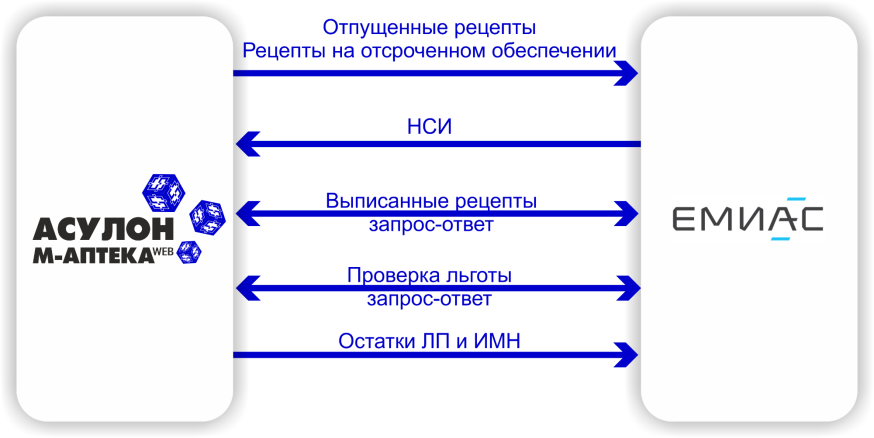 Отпущенные рецепты
Рецепты на отсроченном обеспечении
НСИ
Выписанные рецепты
запрос-ответ
Проверка льготы
запрос-ответ
Остатки ЛП и ИМН
АСУЛОН
М-АПТЕКА WEB
ЕМИАС